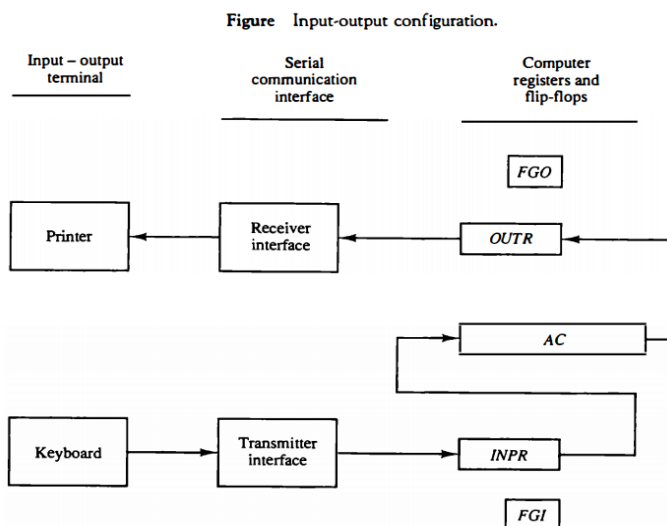 Figure Input-output configuration.
Input – output
terminal
Serial
communication
interface
Computer
registers and
flip-flops
FGO
Printer
Receiver
interface
OUTR
AC
Keyboard
Transmitter
interface
INPR
FGI